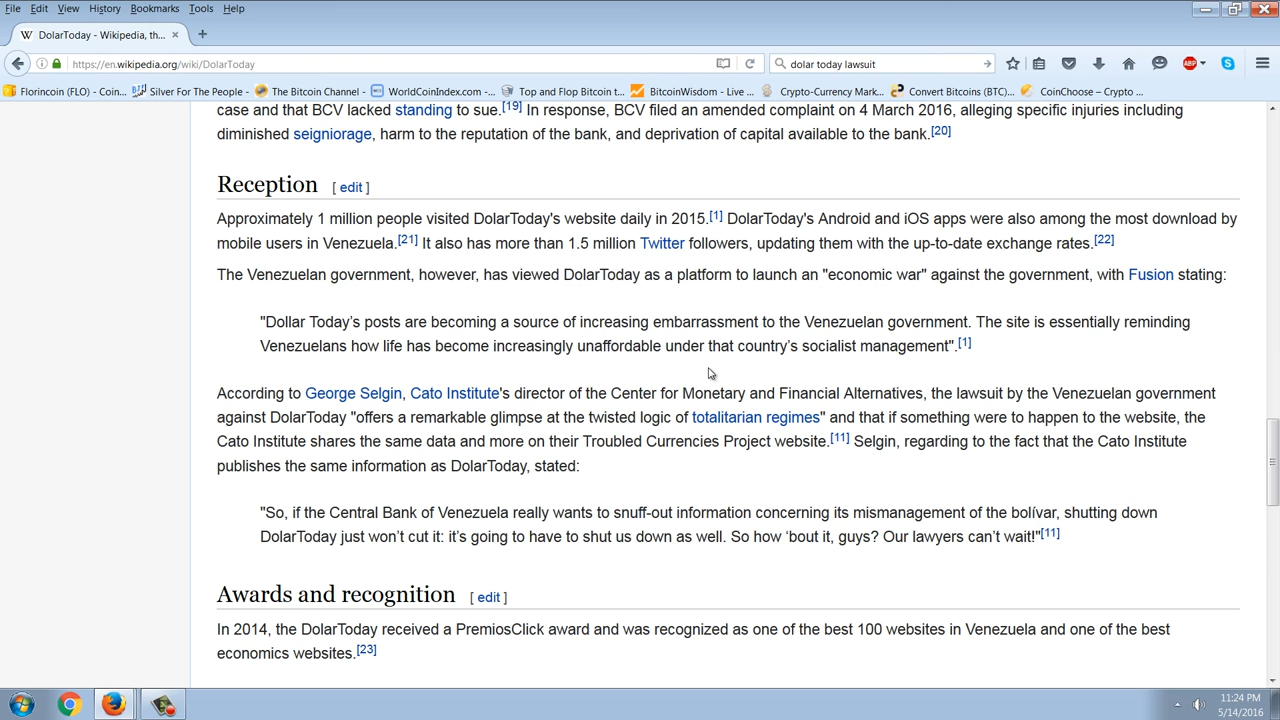 File Edit View History Bookmarks Tools Help
W DolarToday - Wikipedia, th... × +
https://en.wikipedia.org/wiki/DolarToday
dolar today lawsuit
ABP
Florincoin (FLO) - Coin... Silver For The People - The Bitcoin Channel - WorldCoinIndex.com -... Top and Flop Bitcoin t... BitcoinWisdom - Live ... Crypto-Currency Mark... Convert Bitcoins (BTC)... CoinChoose – Crypto ...
case and that BCV lacked standing to sue.[19] In response, BCV filed an amended complaint on 4 March 2016, alleging specific injuries including
diminished seigniorage, harm to the reputation of the bank, and deprivation of capital available to the bank.[20]
Reception [ edit ]
Approximately 1 million people visited DolarToday's website daily in 2015.[1] DolarToday's Android and iOS apps were also among the most download by
mobile users in Venezuela.[21] It also has more than 1.5 million Twitter followers, updating them with the up-to-date exchange rates.[22]
The Venezuelan government, however, has viewed DolarToday as a platform to launch an "economic war" against the government, with Fusion stating:
"Dollar Today’s posts are becoming a source of increasing embarrassment to the Venezuelan government. The site is essentially reminding
Venezuelans how life has become increasingly unaffordable under that country’s socialist management".[1]
According to George Selgin, Cato Institute's director of the Center for Monetary and Financial Alternatives, the lawsuit by the Venezuelan government
against DolarToday "offers a remarkable glimpse at the twisted logic of totalitarian regimes" and that if something were to happen to the website, the
Cato Institute shares the same data and more on their Troubled Currencies Project website.[11] Selgin, regarding to the fact that the Cato Institute
publishes the same information as DolarToday, stated:
"So, if the Central Bank of Venezuela really wants to snuff-out information concerning its mismanagement of the bolívar, shutting down
DolarToday just won’t cut it: it’s going to have to shut us down as well. So how ‘bout it, guys? Our lawyers can’t wait!"[11]
Awards and recognition [ edit ]
In 2014, the DolarToday received a PremiosClick award and was recognized as one of the best 100 websites in Venezuela and one of the best
economics websites.[23]
11:24 PM
5/14/2016